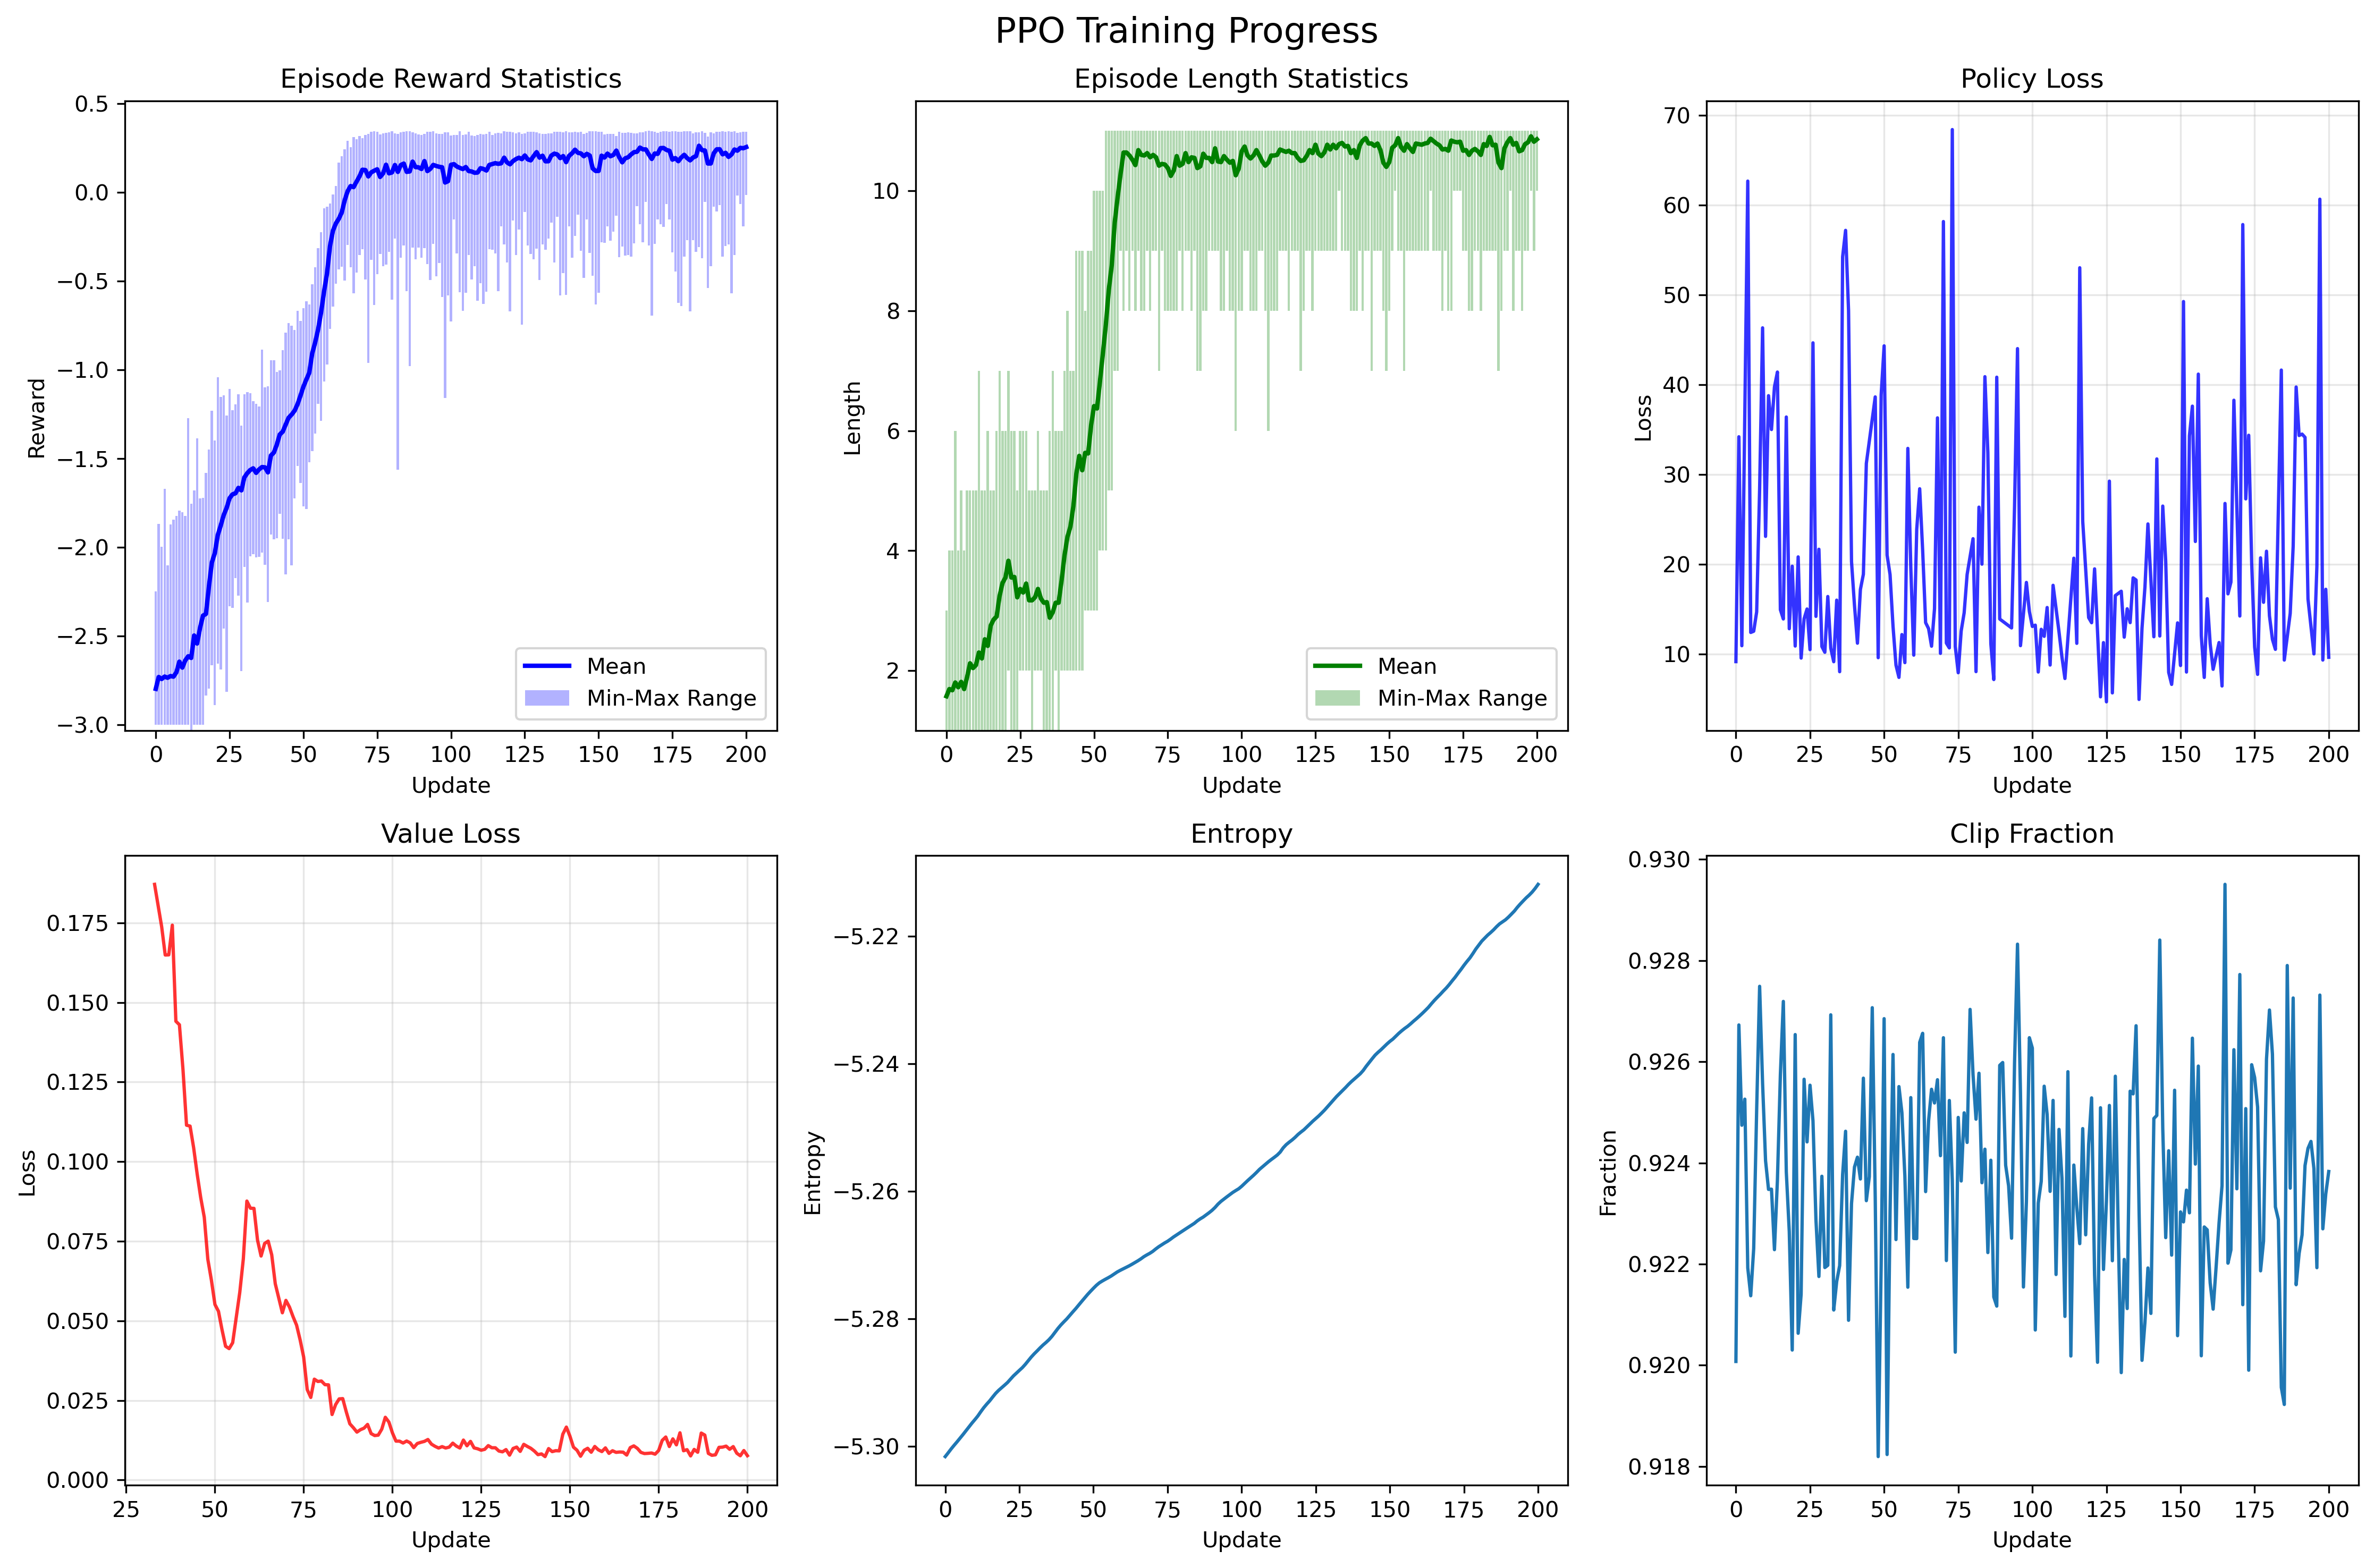 PPO Training Progress
Episode Reward Statistics
0.5
0.0
−0.5
−1.0
−1.5
−2.0
−2.5
−3.0
Reward
Mean
Min-Max Range
0 25 50 75 100 125 150 175 200
Update
Episode Length Statistics
10
8
6
4
2
Length
Mean
Min-Max Range
0 25 50 75 100 125 150 175 200
Update
Policy Loss
70
60
50
40
30
20
10
Loss
0 25 50 75 100 125 150 175 200
Update
Value Loss
0.175
0.150
0.125
0.100
0.075
0.050
0.025
0.000
Loss
25 50 75 100 125 150 175 200
Update
Entropy
−5.22
−5.24
−5.26
−5.28
−5.30
Entropy
0 25 50 75 100 125 150 175 200
Update
Clip Fraction
0.930
0.928
0.926
0.924
0.922
0.920
0.918
Fraction
0 25 50 75 100 125 150 175 200
Update